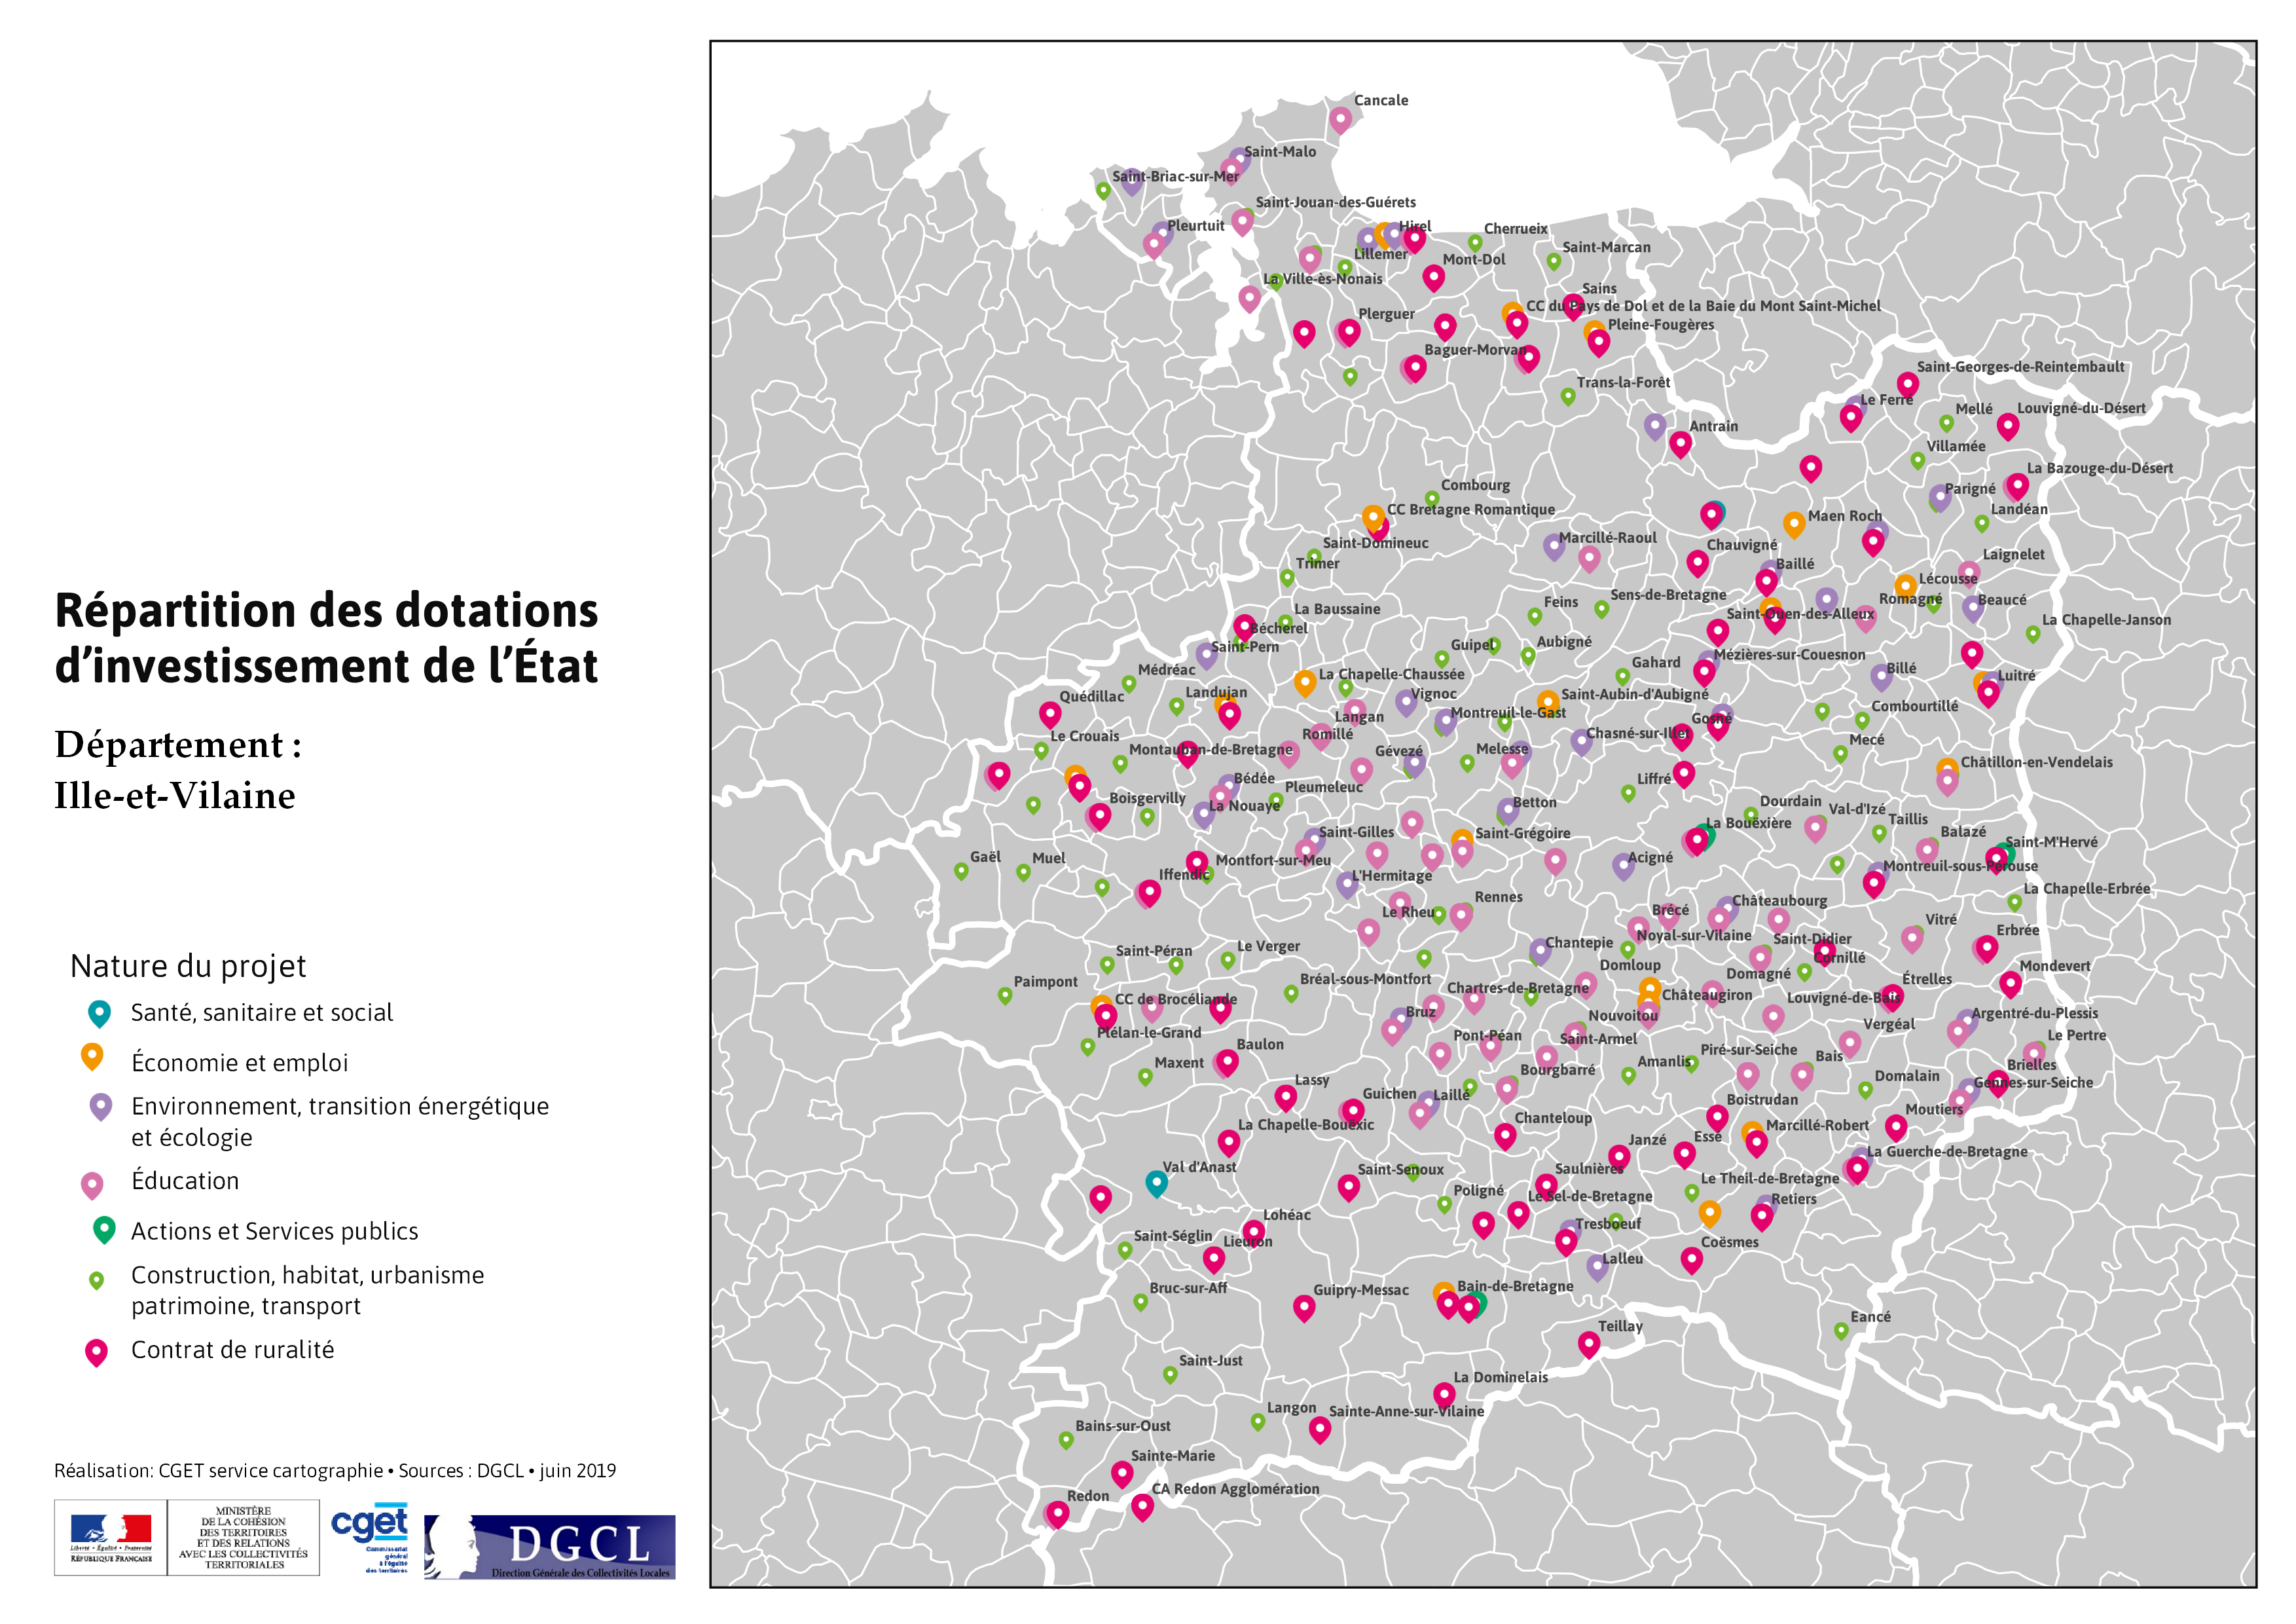 Répartition des dotations
d'investissement de l'État
Département :
Ille-et-Vilaine
Nature du projet
Santé, sanitaire et social
Économie et emploi
Environnement, transition énergétique
et écologie
Éducation
Actions et Services publics
Construction, habitat, urbanisme
patrimoine, transport
Contrat de ruralité
Réalisation: CGET service cartographie • Sources : DGCL • juin 2019
Liberté • Égalité • Fraternité
RÉPUBLIQUE FRANÇAISE
MINISTÈRE
DE LA COHÉSION
DES TERRITOIRES
ET DES RELATIONS
AVEC LES COLLECTIVITÉS
TERRITORIALES
cget
Commissariat
général
à l'égalité
des territoires
DGCL
Direction Générale des Collectivités Locales
Cancale
Saint-Malo
Saint-Briac-sur-Mer
Saint-Jouan-des-Guérets
Pleurtuit
Hirel
Cherrueix
Saint-Marcan
Lillemer
Mont-Dol
La Ville-ès-Nonais
Sains
CC du Pays de Dol et de la Baie du Mont Saint-Michel
Plerguer
Pleine-Fougères
Baguer-Morvan
Saint-Georges-de-Reintembault
Trans-la-Forêt
Le Ferré
Mellé
Louvigné-du-Désert
Antrain
Villamée
La Bazouge-du-Désert
Combourg
Parigné
CC Bretagne Romantique
Landéan
Maen Roch
Marcillé-Raoul
Saint-Domineuc
Chauvigné
Laignelet
Trimer
Baillé
Lécousse
Sens-de-Bretagne
Romagné
Beaucé
Feins
La Baussaine
Saint-Ouen-des-Alleux
La Chapelle-Janson
Bécherel
Aubigné
Guipel
Saint-Pern
Mézières-sur-Couesnon
Gahard
Billé
Médréac
La Chapelle-Chaussée
Luitré
Landujan
Vignoc
Saint-Aubin-d'Aubigné
Quédillac
Combourtillé
Langan
Montreuil-le-Gast
Gosné
Romillé
Chasné-sur-Illet
Le Crouais
Mecé
Montauban-de-Bretagne
Gévezé
Melesse
Châtillon-en-Vendelais
Bédée
Liffré
Pleumeleuc
Boisgervilly
Betton
Dourdain
La Nouaye
Val-d'Izé
Taillis
La Bouëxière
Saint-Gilles
Saint-Grégoire
Balazé
Saint-M'Hervé
Gaël
Muel
Montfort-sur-Meu
Acigné
Montreuil-sous-Pérouse
Iffendic
L'Hermitage
La Chapelle-Erbrée
Rennes
Châteaubourg
Le Rheu
Brécé
Vitré
Erbrée
Noyal-sur-Vilaine
Saint-Didier
Chantepie
Le Verger
Saint-Péran
Cornillé
Domloup
Mondevert
Domagné
Étrelles
Paimpont
Bréal-sous-Montfort
Chartres-de-Bretagne
Châteaugiron
Louvigné-de-Bais
CC de Brocéliande
Bruz
Nouvoitou
Argentré-du-Plessis
Vergéal
Plélan-le-Grand
Pont-Péan
Saint-Armel
Le Pertre
Baulon
Piré-sur-Seiche
Bais
Maxent
Amanlis
Brielles
Bourgbarré
Domalain
Lassy
Gennes-sur-Seiche
Guichen
Laillé
Boistrudan
Moutiers
Chanteloup
La Chapelle-Bouëxic
Marcillé-Robert
Janzé
Essé
La Guerche-de-Bretagne
Val d'Anast
Saint-Senoux
Saulnières
Le Theil-de-Bretagne
Poligné
Le Sel-de-Bretagne
Retiers
Lohéac
Tresboeuf
Saint-Séglin
Lieuron
Coësmes
Lalleu
Bruc-sur-Aff
Guipry-Messac
Bain-de-Bretagne
Eancé
Teillay
Saint-Just
La Dominelais
Langon
Sainte-Anne-sur-Vilaine
Bains-sur-Oust
Sainte-Marie
CA Redon Agglomération
Redon